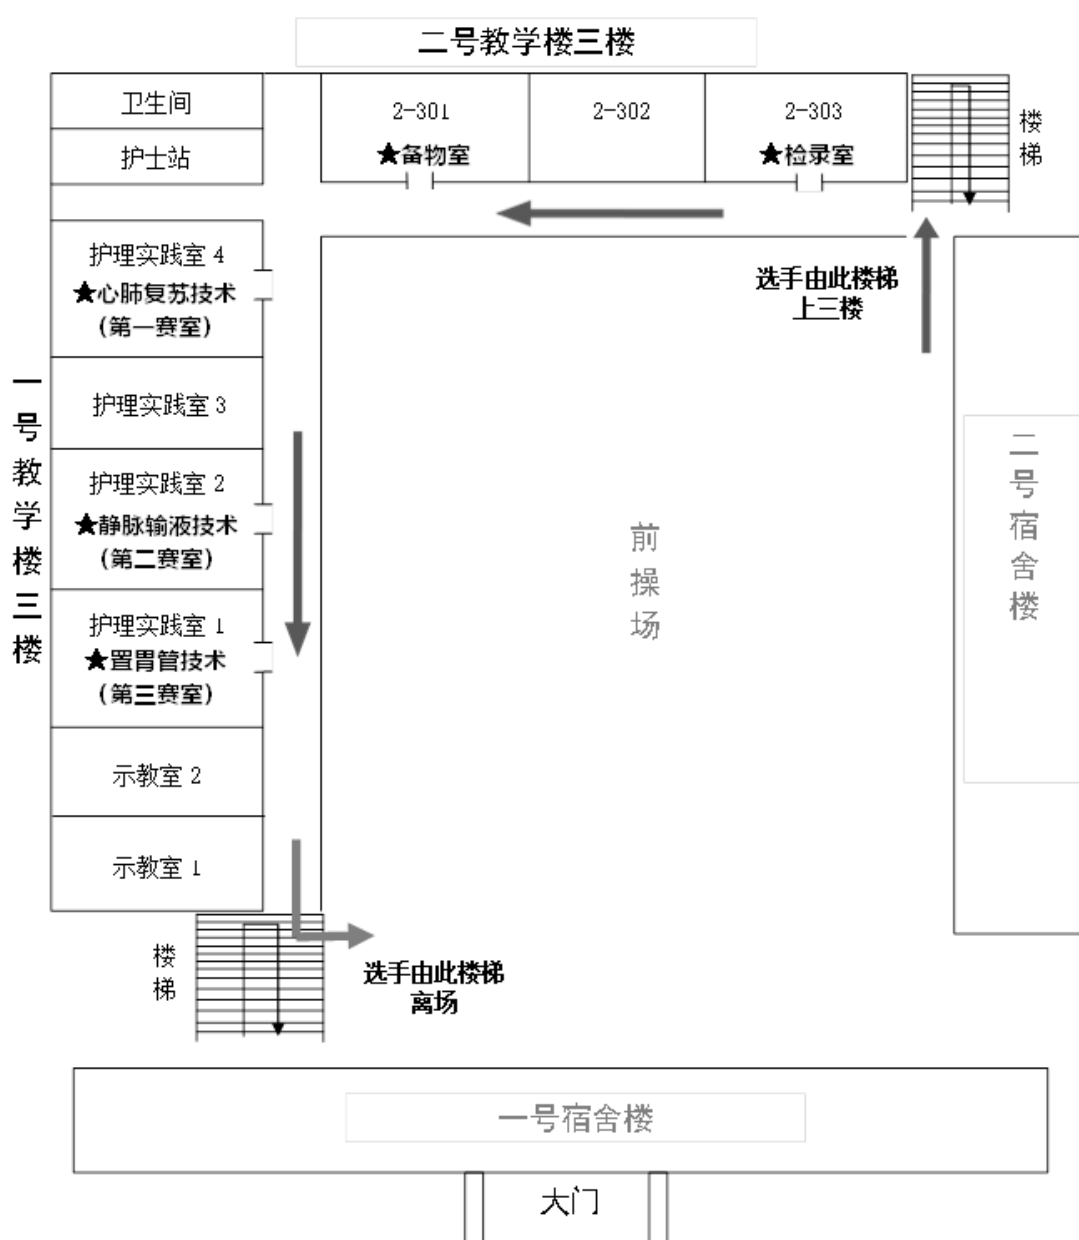 二号教学楼三楼
卫生间
护士站
2-301
★备物室
2-302
2-303
★检录室
楼梯
选手由此楼梯
上三楼
护理实践室 4
★心肺复苏技术
(第一赛室)
护理实践室 3
护理实践室 2
★静脉输液技术
(第二赛室)
护理实践室 1
★置胃管技术
(第三赛室)
示教室 2
示教室 1
一号教学楼三楼
前操场
二号宿舍楼
楼梯
选手由此楼梯
离场
一号宿舍楼
大门